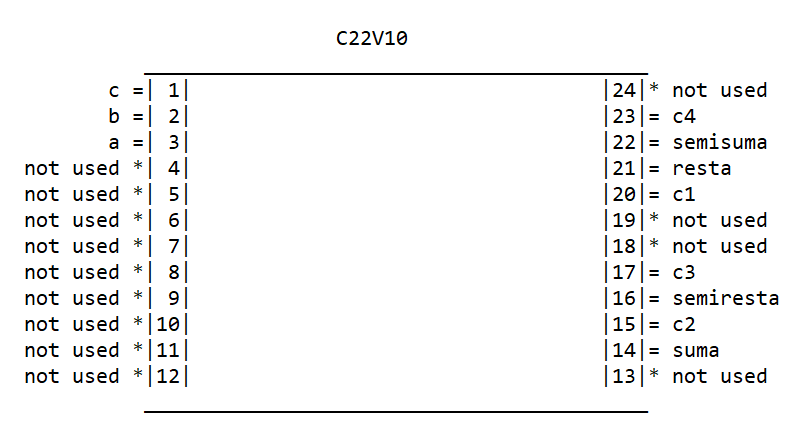 C22V10
c =| 1| |24|* not used
b =| 2| |23|= c4
a =| 3| |22|= semisuma
not used *| 4| |21|= resta
not used *| 5| |20|= c1
not used *| 6| |19|* not used
not used *| 7| |18|* not used
not used *| 8| |17|= c3
not used *| 9| |16|= semiresta
not used *|10| |15|= c2
not used *|11| |14|= suma
not used *|12| |13|* not used